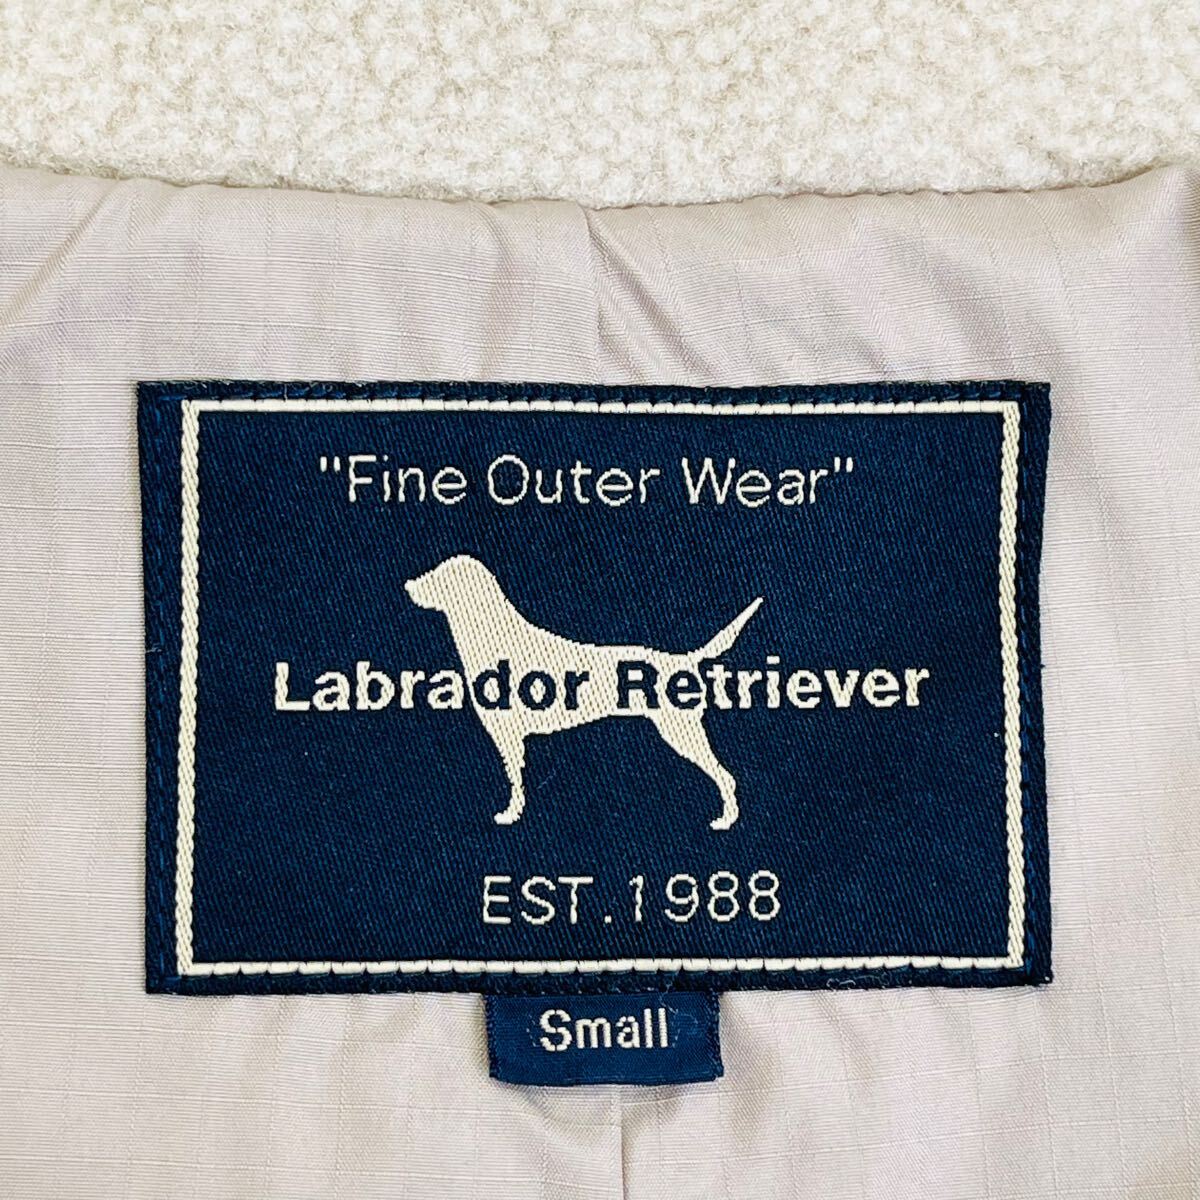 "Fine Outer Wear"
Labrador Retriever
EST.1988
Small